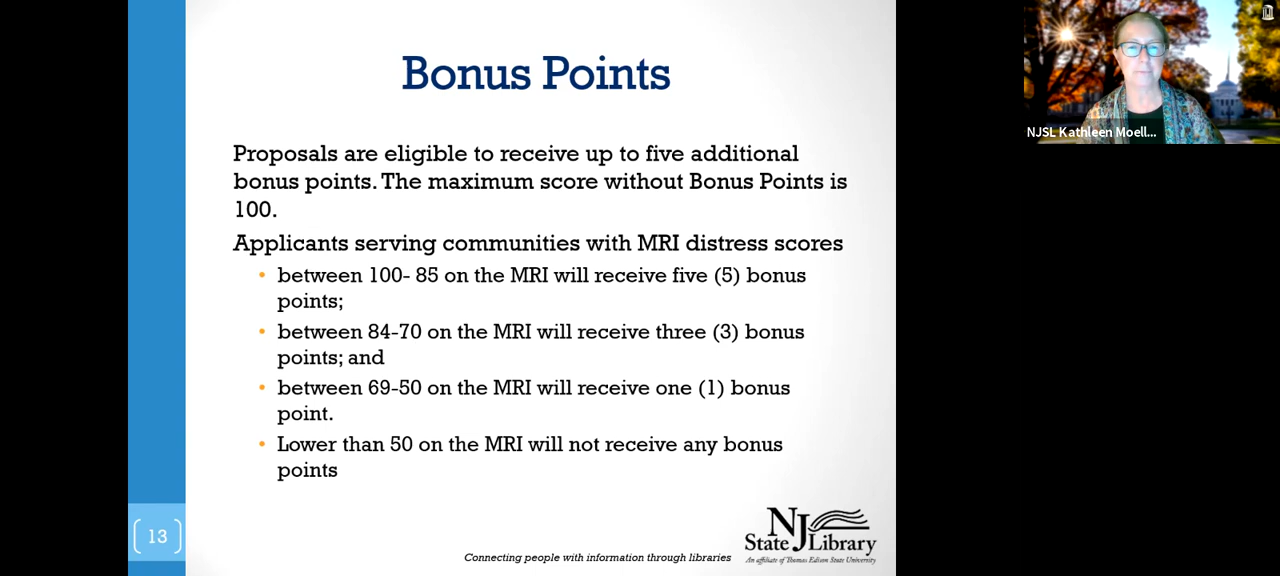 Bonus Points
Proposals are eligible to receive up to five additional
bonus points. The maximum score without Bonus Points is
100.
Applicants serving communities with MRI distress scores
• between 100- 85 on the MRI will receive five (5) bonus
points;
• between 84-70 on the MRI will receive three (3) bonus
points; and
• between 69-50 on the MRI will receive one (1) bonus
point.
• Lower than 50 on the MRI will not receive any bonus
points
13
Connecting people with information through libraries
NJ
State Library
An affiliate of Thomas Edison State University
NJSL Kathleen Moell...